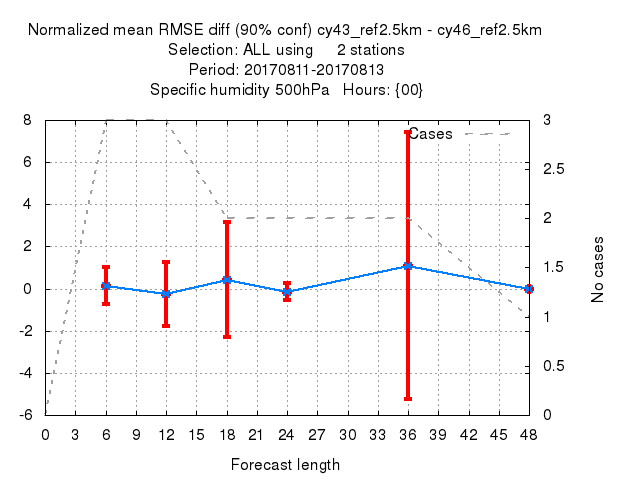 Normalized mean RMSE diff (90% conf) cy43_ref2.5km - cy46_ref2.5km
Selection: ALL using     2 stations
Period: 20170811-20170813
Specific humidity 500hPa   Hours: {00}
Cases
8
6
4
2
0
-2
-4
-6
3
2.5
2
1.5
1
0.5
0
No cases
0 3 6 9 12 15 18 21 24 27 30 33 36 39 42 45 48
Forecast length